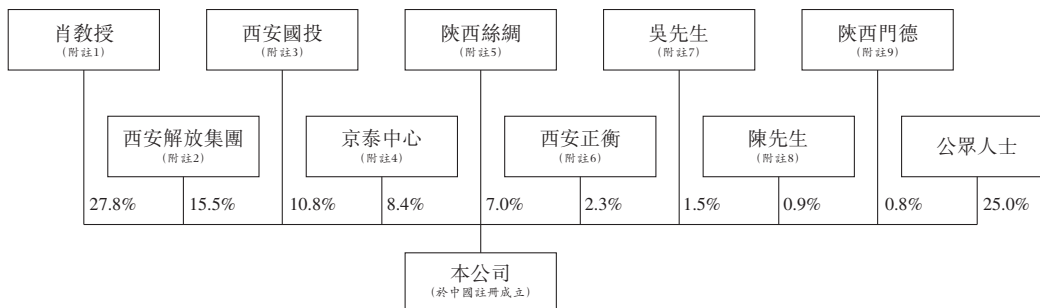 肖教授
(附註1)
西安國投
(附註3)
陝西絲綢
(附註5)
吳先生
(附註7)
陝西門德
(附註9)
西安解放集團
(附註2)
京泰中心
(附註4)
西安正衡
(附註6)
陳先生
(附註8)
公眾人士
27.8%
15.5%
10.8%
8.4%
7.0%
2.3%
1.5%
0.9%
0.8%
25.0%
本公司
(於中國註冊成立)